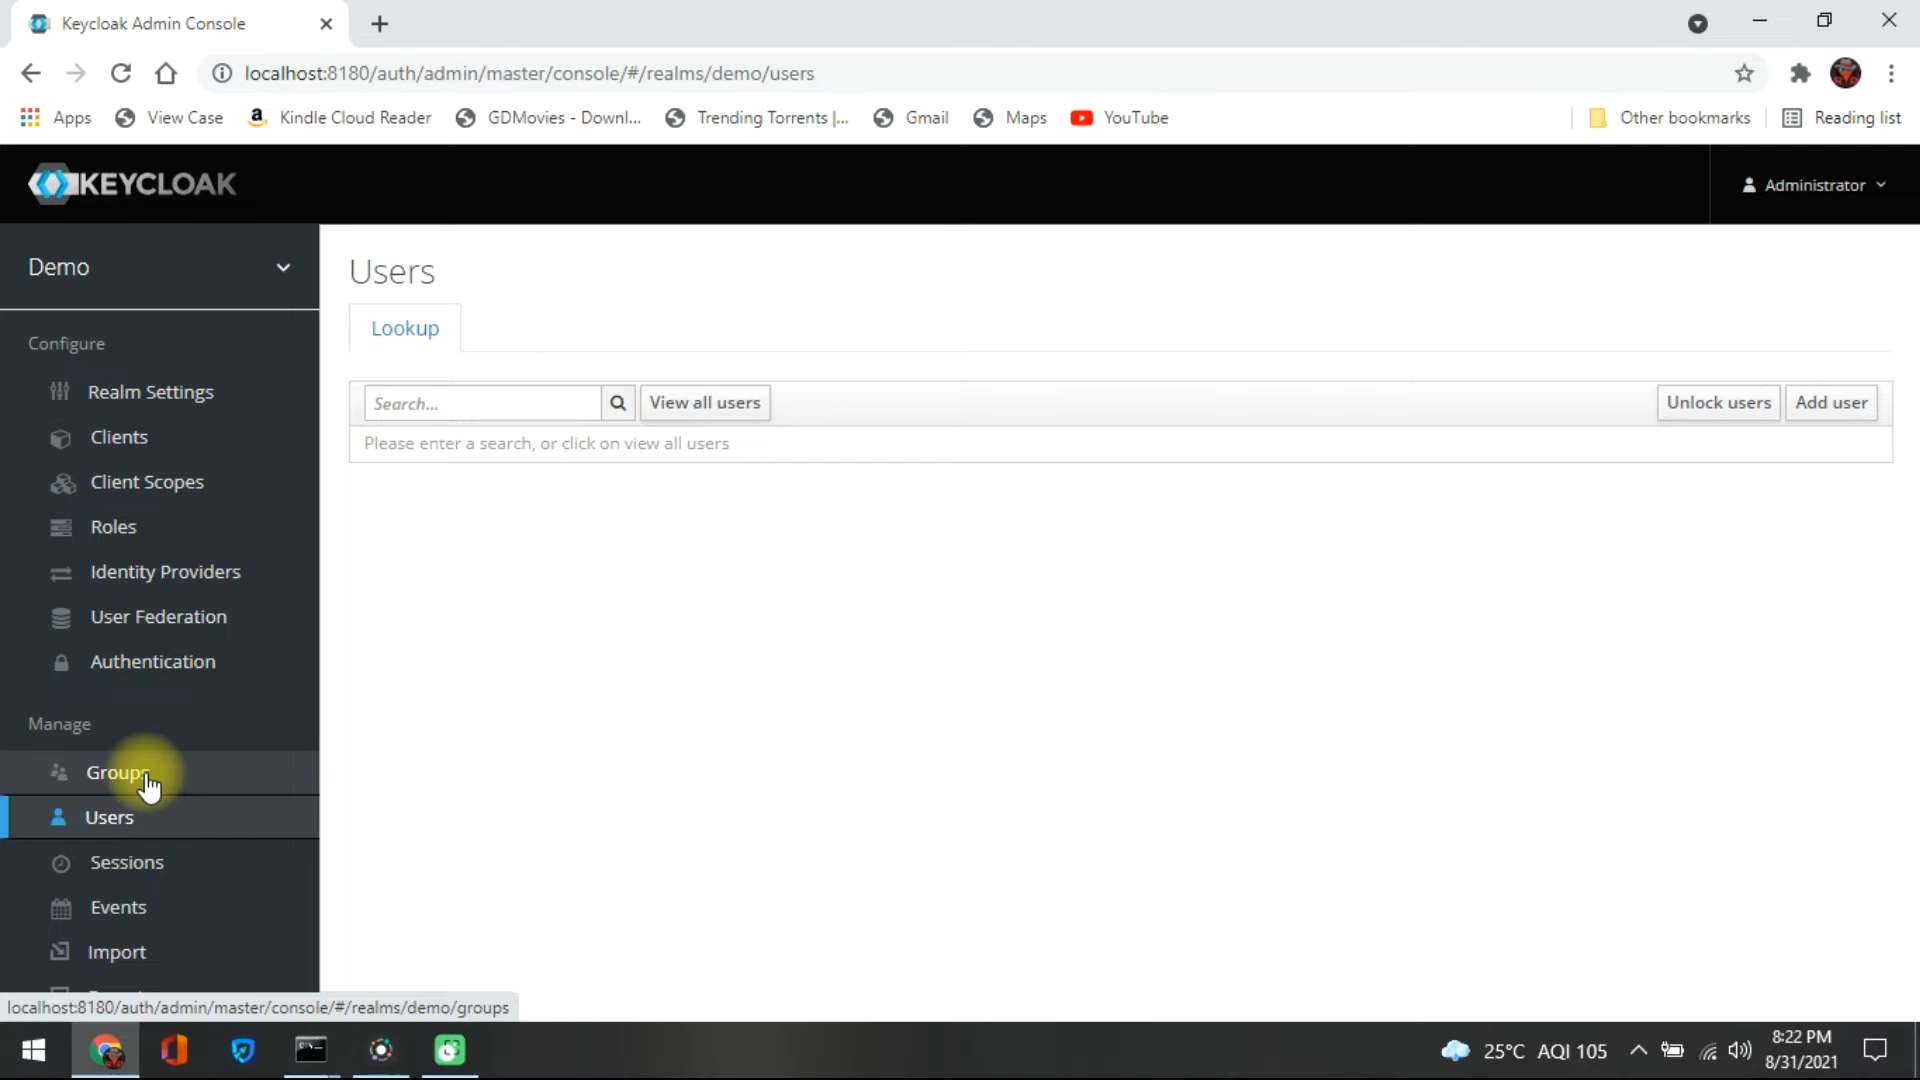 Keycloak Admin Console
localhost:8180/auth/admin/master/console/#/realms/demo/users
Apps View Case Kindle Cloud Reader GDMovies - Downl... Trending Torrents |... Gmail Maps YouTube Other bookmarks Reading list
KEYCLOAK
Administrator
Demo
Users
Lookup
Search...
View all users
Unlock users
Add user
Please enter a search, or click on view all users
Configure
Realm Settings
Clients
Client Scopes
Roles
Identity Providers
User Federation
Authentication
Manage
Groups
Users
Sessions
Events
Import
localhost:8180/auth/admin/master/console/#/realms/demo/groups
25°C AQI 105
8:22 PM
8/31/2021